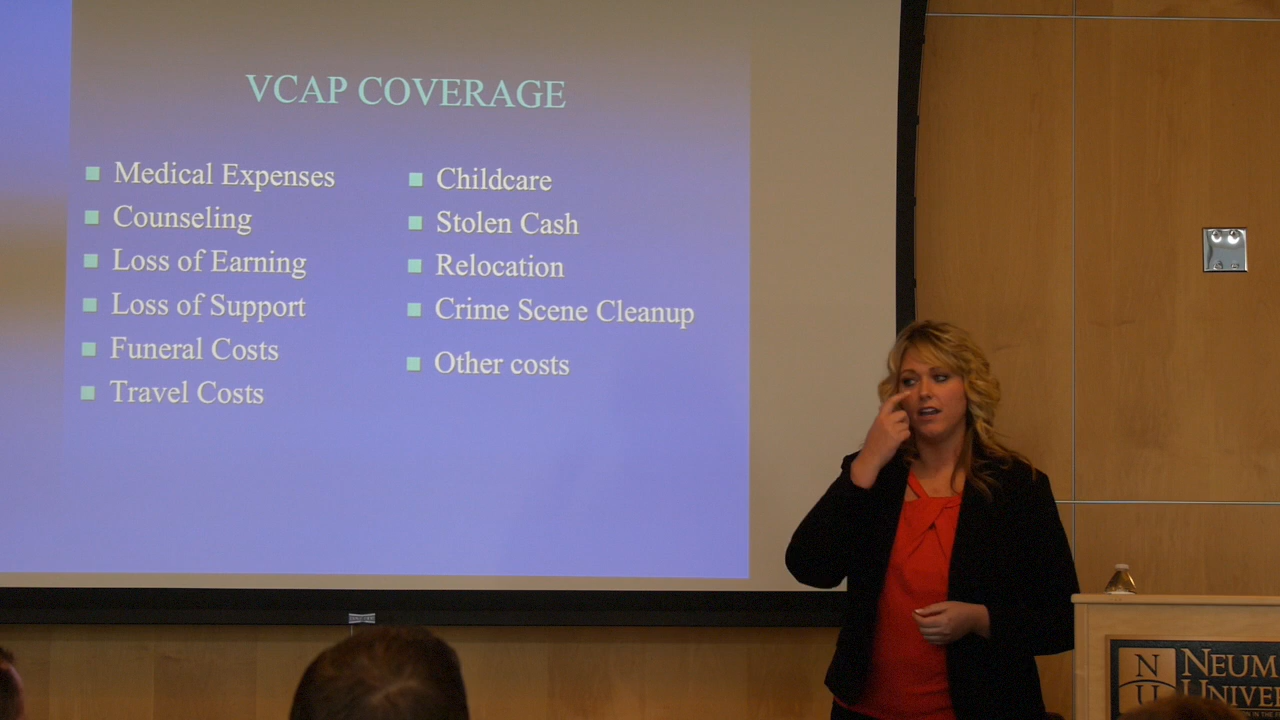 VCAP COVERAGE
Medical Expenses
Counseling
Loss of Earning
Loss of Support
Funeral Costs
Travel Costs
Childcare
Stolen Cash
Relocation
Crime Scene Cleanup
Other costs
N
U
NEUM
UNIVER